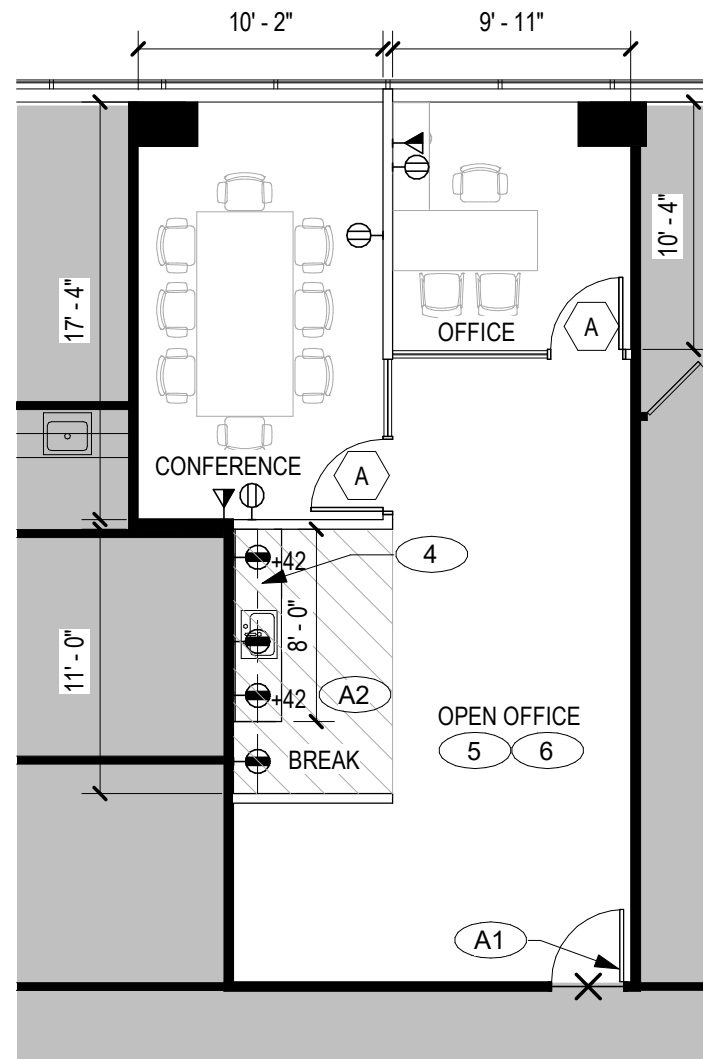 10' - 2"
9' - 11"
17' - 4"
10' - 4"
OFFICE
A
CONFERENCE
A
+42
4
8' - 0"
11' - 0"
+42
A2
OPEN OFFICE
5
6
BREAK
A1